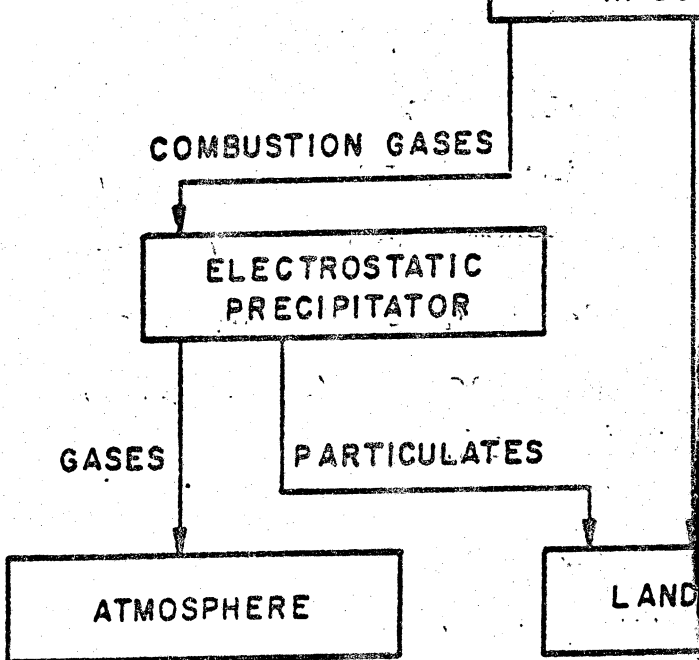 COMBUSTION GASES
ELECTROSTATIC
PRECIPITATOR
GASES
PARTICULATES
ATMOSPHERE
LAND